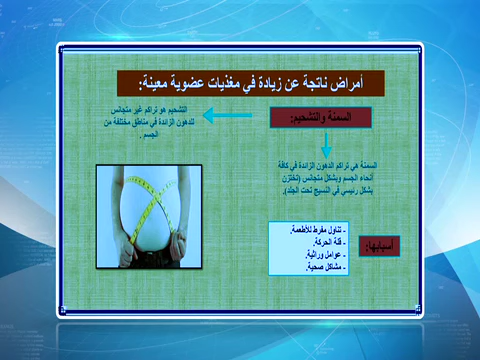 أمراض ناتجة عن زيادة في مغذيات عضوية معينة:
السمنة والتشحيم:
التشحيم هو تراكم غير متجانس
للدهون الزائدة في مناطق مختلفة من
الجسم .
السمنة هي تراكم الدهون الزائدة في كافة
أنحاء الجسم وبشكل متجانس (تختزن
بشكل رئيسي في النسيج تحت الجلد).
أسبابها:
- تناول مفرط للأطعمة.
- قلة الحركة.
- عوامل وراثية.
- مشاكل صحية.